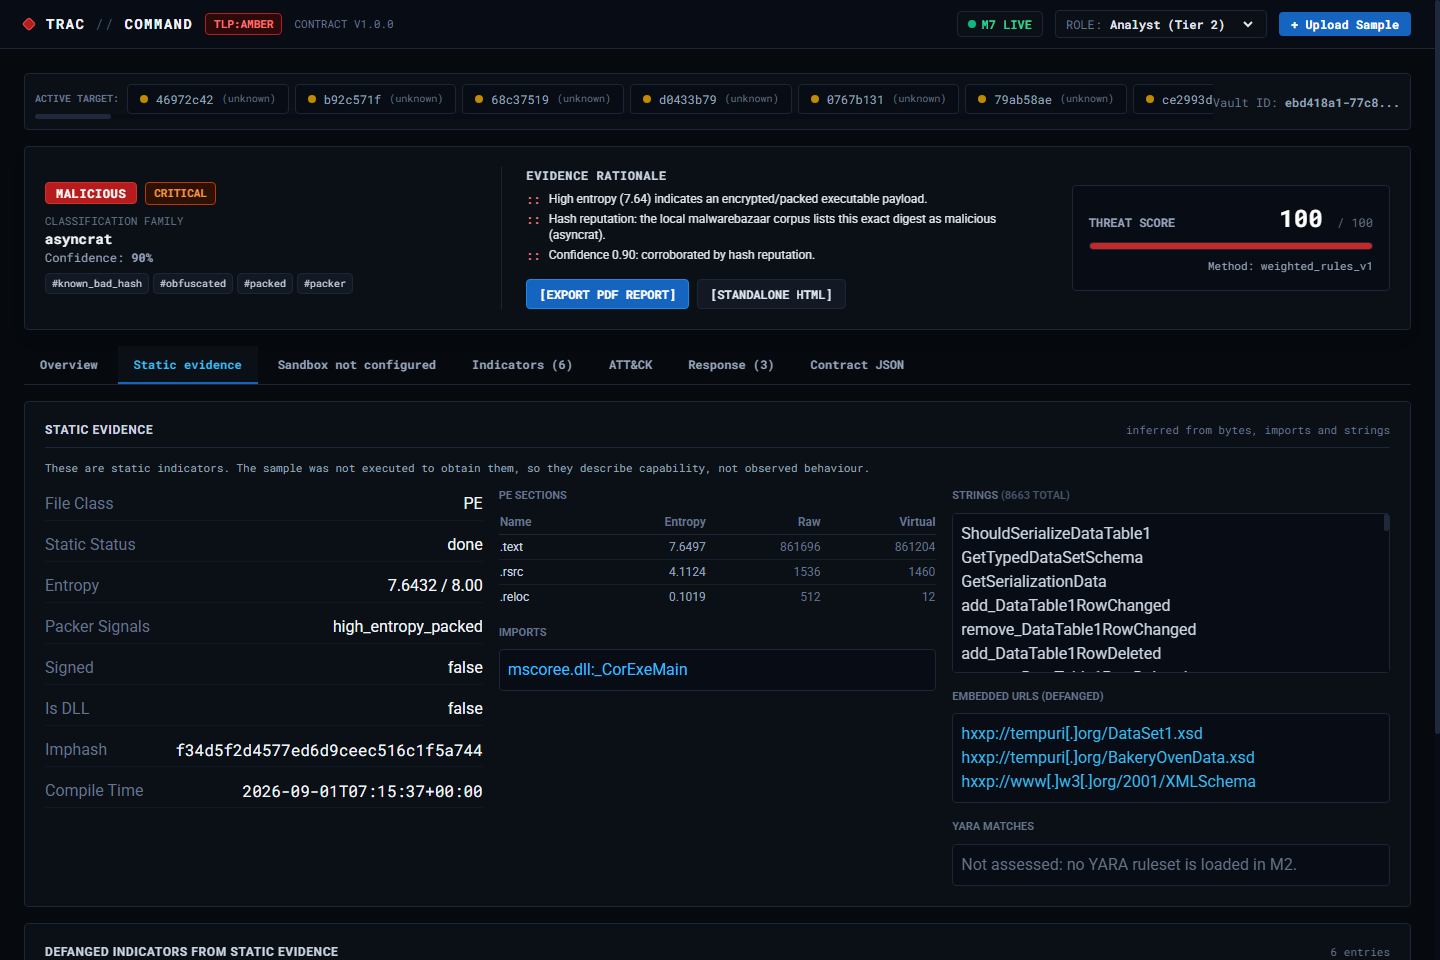 TRAC // COMMAND TLP:AMBER CONTRACT V1.0.0 M7 LIVE ROLE: Analyst (Tier 2) + Upload Sample
ACTIVE TARGET: 46972c42 (unknown) b92c571f (unknown) 68c37519 (unknown) d0433b79 (unknown) 0767b131 (unknown) 79ab58ae (unknown) ce2993d Vault ID: ebd418a1-77c8...
MALICIOUS CRITICAL
CLASSIFICATION FAMILY
asyncrat
Confidence: 90%
#known_bad_hash #obfuscated #packed #packer
EVIDENCE RATIONALE
:: High entropy (7.64) indicates an encrypted/packed executable payload.
:: Hash reputation: the local malwarebazaar corpus lists this exact digest as malicious
(asyncrat).
:: Confidence 0.90: corroborated by hash reputation.
[EXPORT PDF REPORT] [STANDALONE HTML]
THREAT SCORE 100 / 100
Method: weighted_rules_v1
Overview Static evidence Sandbox not configured Indicators (6) ATT&CK Response (3) Contract JSON
STATIC EVIDENCE inferred from bytes, imports and strings
These are static indicators. The sample was not executed to obtain them, so they describe capability, not observed behaviour.
File Class PE
Static Status done
Entropy 7.6432 / 8.00
Packer Signals high_entropy_packed
Signed false
Is DLL false
Imphash f34d5f2d4577ed6d9ceec516c1f5a744
Compile Time 2026-09-01T07:15:37+00:00
PE SECTIONS
Name Entropy Raw Virtual
.text 7.6497 861696 861204
.rsrc 4.1124 1536 1460
.reloc 0.1019 512 12
IMPORTS
mscoree.dll:_CorExeMain
STRINGS (8663 TOTAL)
ShouldSerializeDataTable1
GetTypedDataSetSchema
GetSerializationData
add_DataTable1RowChanged
remove_DataTable1RowChanged
add_DataTable1RowDeleted
EMBEDDED URLS (DEFANGED)
hxxp://tempuri[.]org/DataSet1.xsd
hxxp://tempuri[.]org/BakeryOvenData.xsd
hxxp://www[.]w3[.]org/2001/XMLSchema
YARA MATCHES
Not assessed: no YARA ruleset is loaded in M2.
DEFANGED INDICATORS FROM STATIC EVIDENCE 6 entries